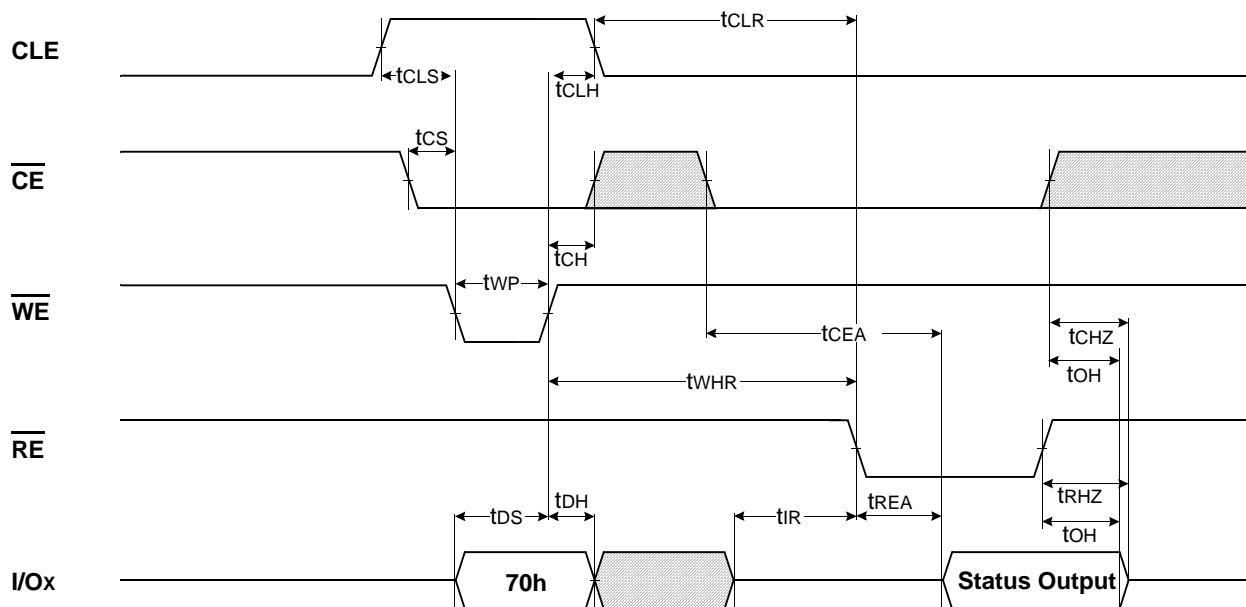 tCLR
CLE
tCLS
tCLH
tCS
CE
tCH
tWP
WE
tCEA
tCHZ
tOH
tWHR
RE
tRHZ
tDH
tREA
tDS
tIR
tOH
I/Ox
70h
Status Output